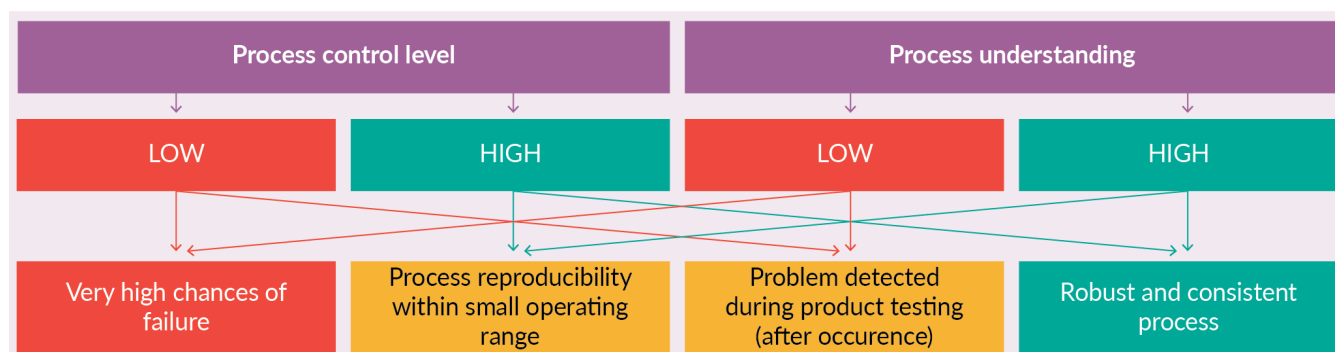 Process control level
Process understanding
LOW
HIGH
LOW
HIGH
Very high chances of
failure
Process reproducibility
within small operating
range
Problem detected
during product testing
(after occurence)
Robust and consistent
process